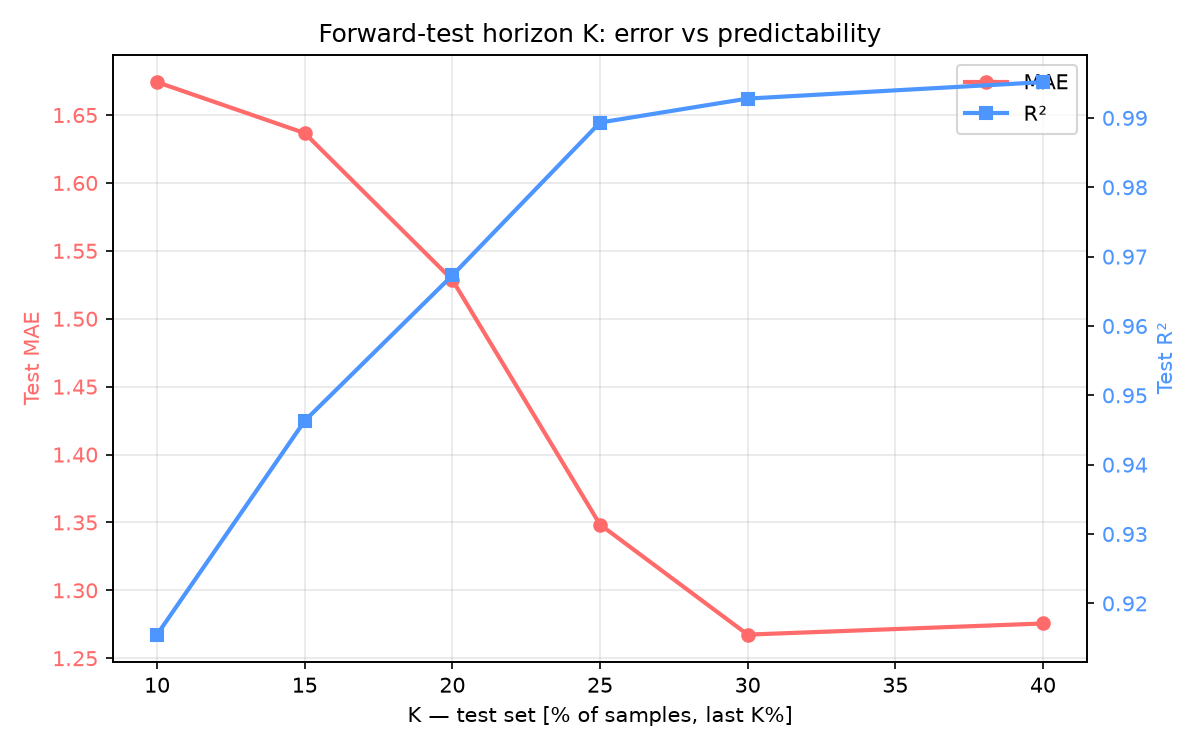 Forward-test horizon K: error vs predictability
MAE
R²
1.65
1.60
1.55
1.50
1.45
1.40
1.35
1.30
1.25
Test MAE
0.99
0.98
0.97
0.96
0.95
0.94
0.93
0.92
Test R²
10 15 20 25 30 35 40
K — test set [% of samples, last K%]